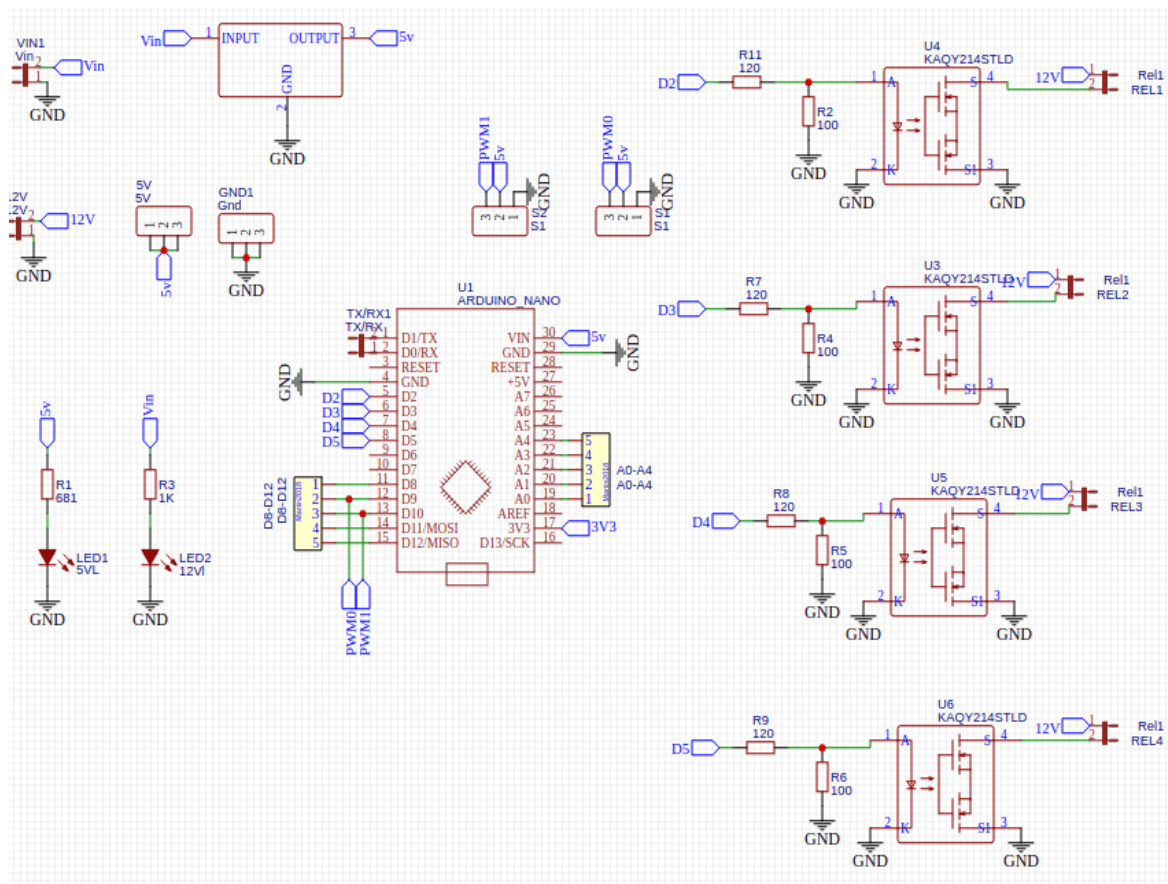 Vin 1 INPUT OUTPUT 3 5v
GND
2
GND
VIN1
Vin
2
1
Vin
GND
2V
2V
2
1
12V
GND
5V
5V
1 2 3
5v
GND1
Gnd
1 2 3
GND
PWM1
5v
GND
3 2 1
S2
S1
PWM0
5v
GND
3 2 1
S1
S1
U1
ARDUINO_NANO
TX/RX1
TX/RX
2
1
1 D1/TX VIN 30 5v
2 D0/RX GND 29 GND
3 RESET RESET 28
GND 4 GND +5V 27
D2 5 D2 A7 26
D3 6 D3 A6 25
D4 7 D4 A5 24
D5 8 D5 A4 23 5
9 D6 A3 22 4
10 D7 A2 21 3
1 11 D8 A1 20 2
2 12 D9 A0 19 1
3 13 D10 AREF 18
4 14 D11/MOSI 3V3 17 3V3
5 15 D12/MISO D13/SCK 16
A0-A4
A0-A4
D8-D12
D8-D12
PWM0
PWM1
5v
R1
681
LED1
5VL
GND
Vin
R3
1K
LED2
12Vl
GND
D2
R11
120
R2
100
GND
U4
KAQY214STLD
1 A S 4
2 K S1 3
GND
GND
12V
1
2
Rel1
REL1
D3
R7
120
R4
100
GND
U3
KAQY214STLD
1 A S 4
2 K S1 3
GND
GND
12V
1
2
Rel1
REL2
D4
R8
120
R5
100
GND
U5
KAQY214STLD
1 A S 4
2 K S1 3
GND
GND
12V
1
2
Rel1
REL3
D5
R9
120
R6
100
GND
U6
KAQY214STLD
1 A S 4
2 K S1 3
GND
GND
12V
1
2
Rel1
REL4